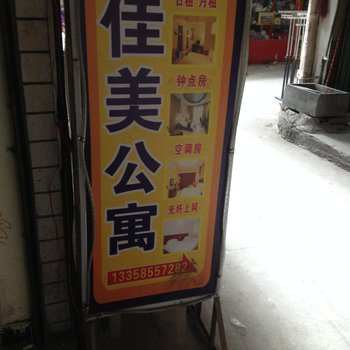 佳美公寓
日租 月租
钟点房
空调房
光纤上网
13358557282